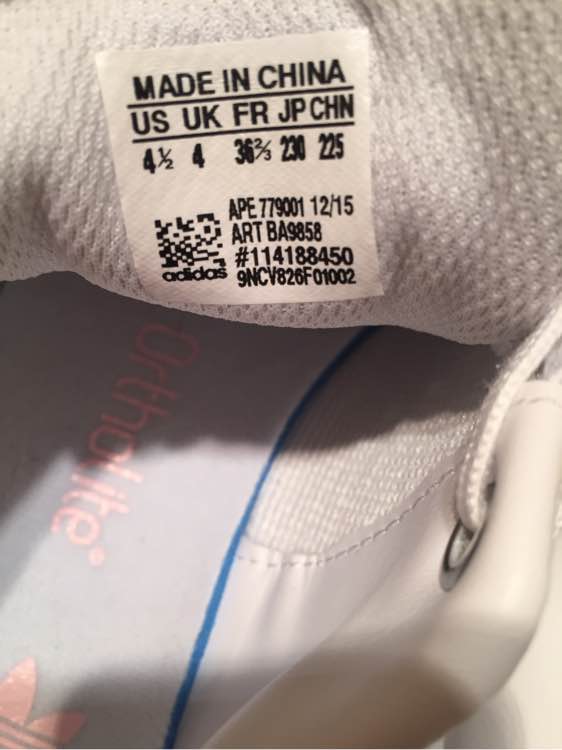 MADE IN CHINA
US UK FR JP CHN
4½ 4 36⅔ 230 225
APE 779001 12/15
ART BA9858
#114188450
9NCV826F01002
adidas
Ortholite®